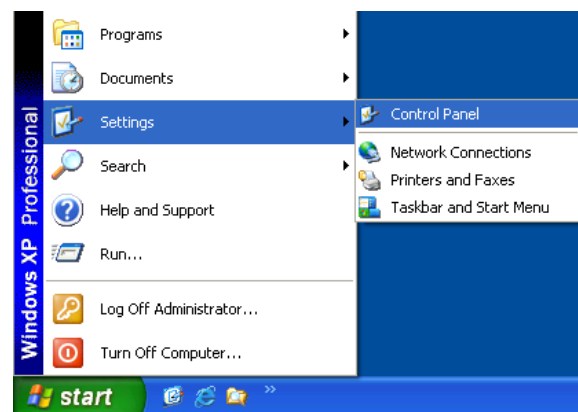 Programs
Documents
Settings
Search
Help and Support
Run...
Log Off Administrator...
Turn Off Computer...
Windows XP Professional
Control Panel
Network Connections
Printers and Faxes
Taskbar and Start Menu
start
»